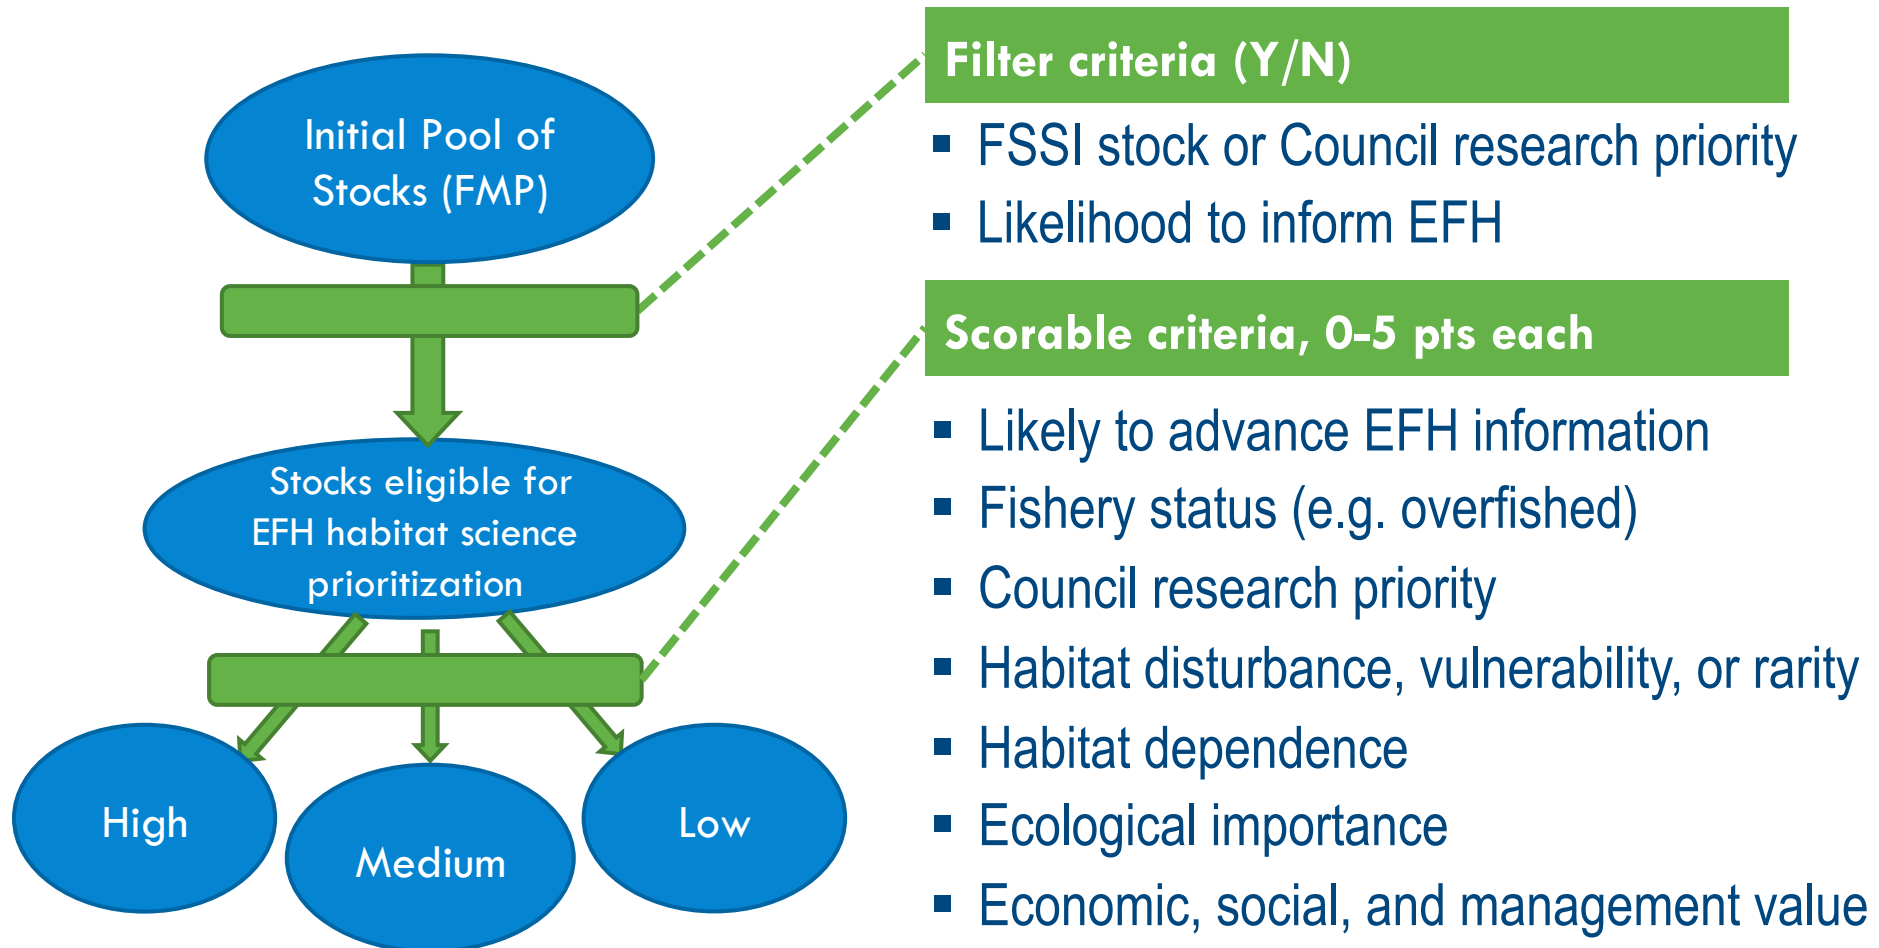 Initial Pool of
Stocks (FMP)
Stocks eligible for
EFH habitat science
prioritization
High
Medium
Low
Filter criteria (Y/N)
▪ FSSI stock or Council research priority
▪ Likelihood to inform EFH
Scorable criteria, 0-5 pts each
▪ Likely to advance EFH information
▪ Fishery status (e.g. overfished)
▪ Council research priority
▪ Habitat disturbance, vulnerability, or rarity
▪ Habitat dependence
▪ Ecological importance
▪ Economic, social, and management value